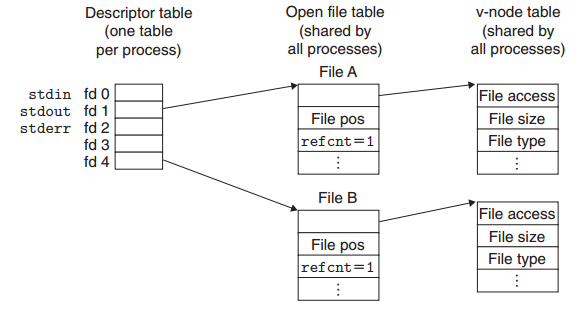 Descriptor table
(one table
per process)
Open file table
(shared by
all processes)
v-node table
(shared by
all processes)
stdin fd 0
stdout fd 1
stderr fd 2
fd 3
fd 4
File A
File pos
refcnt=1
⋮
File access
File size
File type
⋮
File B
File pos
refcnt=1
⋮
File access
File size
File type
⋮